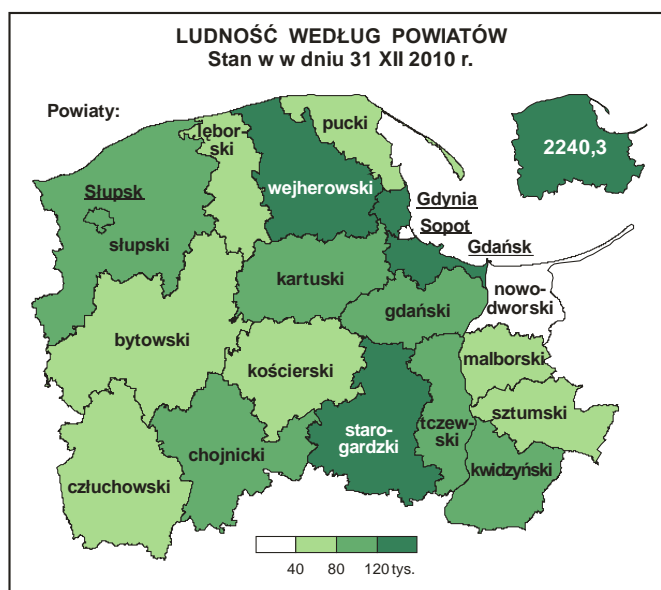 LUDNOŚĆ WEDŁUG POWIATÓW
Stan w w dniu 31 XII 2010 r.
Powiaty:
pucki
lębor-
ski
2240,3
wejherowski
Słupsk
Gdynia
Sopot
słupski
Gdańsk
kartuski
nowo-
dworski
gdański
bytowski
malborski
kościerski
sztumski
staro-
gardzki
tczew-
ski
chojnicki
kwidzyński
człuchowski
40 80 120 tys.